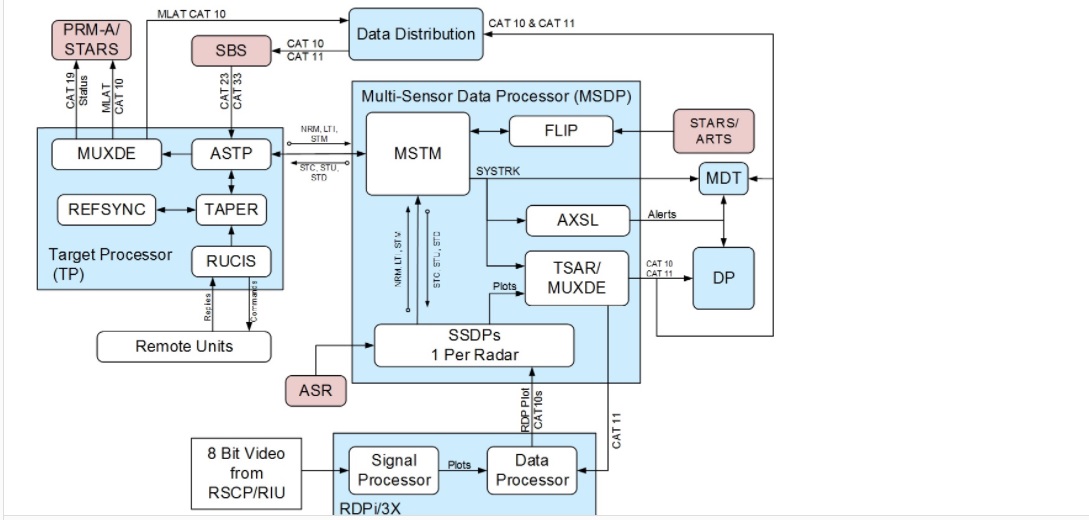 MLAT CAT 10
PRM-A/
STARS
SBS
CAT 10
CAT 11
Data Distribution
CAT 10 & CAT 11
CAT 19
Status
MLAT
CAT 10
CAT 23
CAT 33
Multi-Sensor Data Processor (MSDP)
MUXDE
ASTP
NRM, LTI,
STM
STC, STU,
STD
MSTM
FLIP
STARS/
ARTS
SYSTRK
MDT
REFSYNC
TAPER
AXSL
Alerts
Target Processor
(TP)
RUCIS
NRM, LTI, STM
STC, STU, STD
TSAR/
MUXDE
CAT 10
CAT 11
DP
Plots
Replies
Commands
Remote Units
SSDPs
1 Per Radar
ASR
RDP Plot
CAT10s
CAT 11
8 Bit Video
from
RSCP/RIU
Signal
Processor
Plots
Data
Processor
RDPi/3X